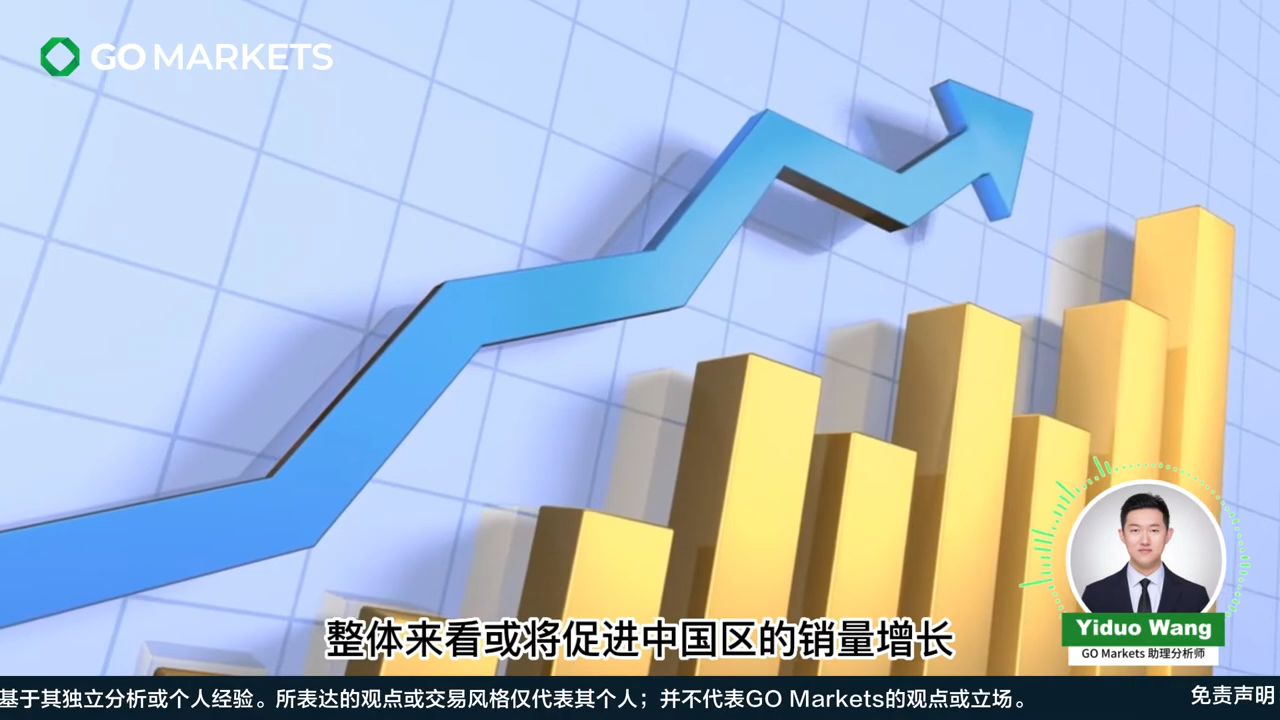 GO MARKETS
整体来看或将促进中国区的销量增长
Yiduo Wang
GO Markets 助理分析师
基于其独立分析或个人经验。所表达的观点或交易风格仅代表其个人；并不代表GO Markets的观点或立场。
免责声明